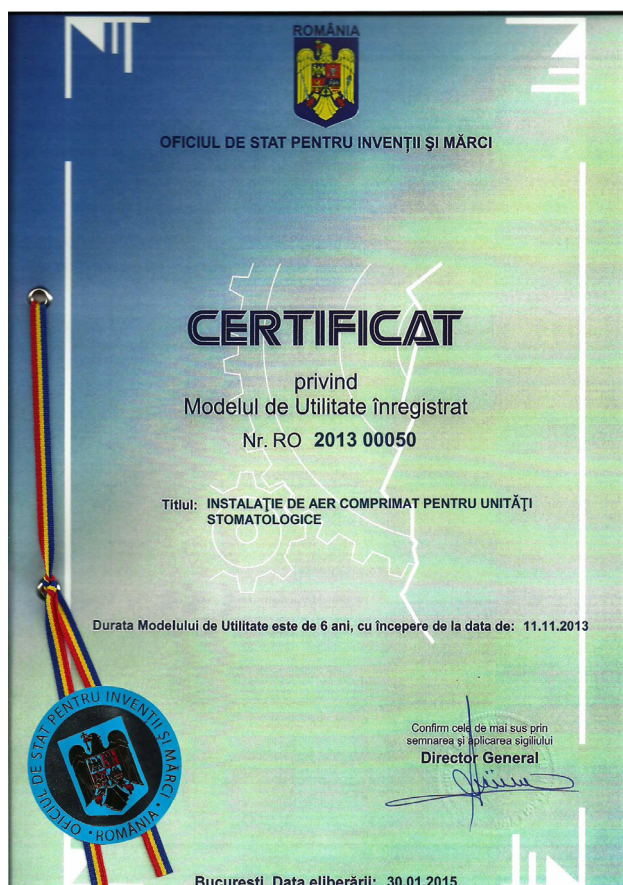 ROMÂNIA
OFICIUL DE STAT PENTRU INVENȚII ȘI MĂRCI
CERTIFICAT
privind
Modelul de Utilitate înregistrat
Nr. RO 2013 00050
Titlul: INSTALAȚIE DE AER COMPRIMAT PENTRU UNITĂȚI
STOMATOLOGICE
Durata Modelului de Utilitate este de 6 ani, cu începere de la data de: 11.11.2013
Confirm cele de mai sus prin
semnarea și aplicarea sigiliului
Director General
OFICIUL DE STAT PENTRU INVENȚII ȘI MĂRCI • ROMÂNIA •
București, Data eliberării: 30.01.2015